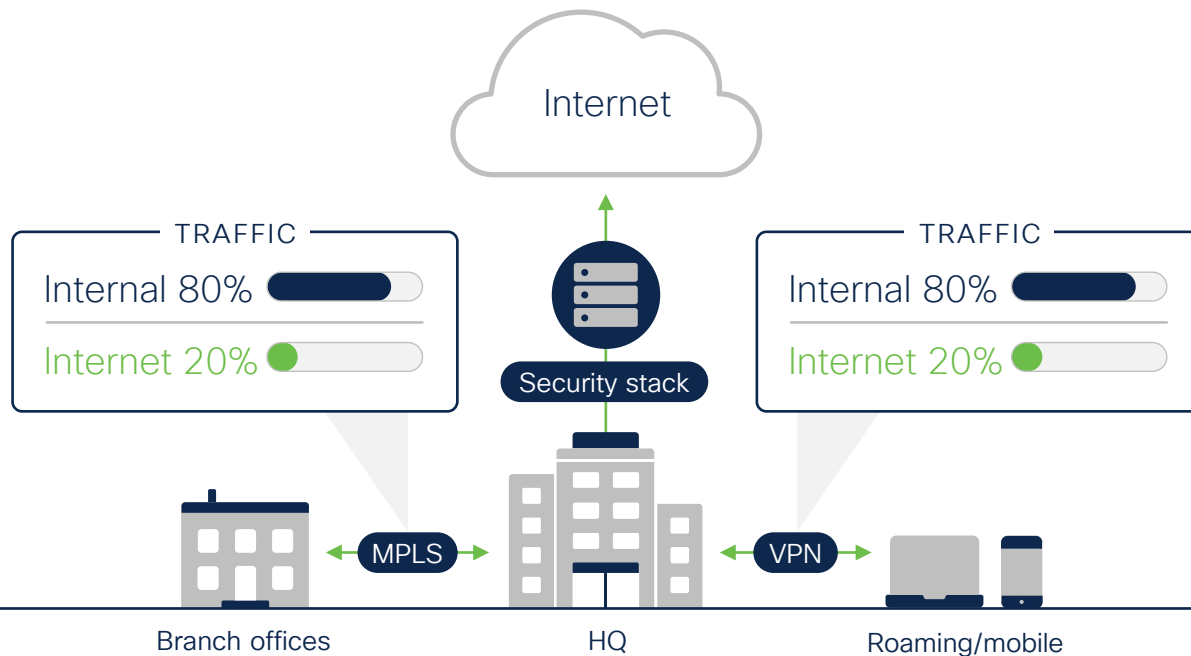 Internet
TRAFFIC
Internal 80%
Internet 20%
TRAFFIC
Internal 80%
Internet 20%
Security stack
MPLS
VPN
Branch offices
HQ
Roaming/mobile